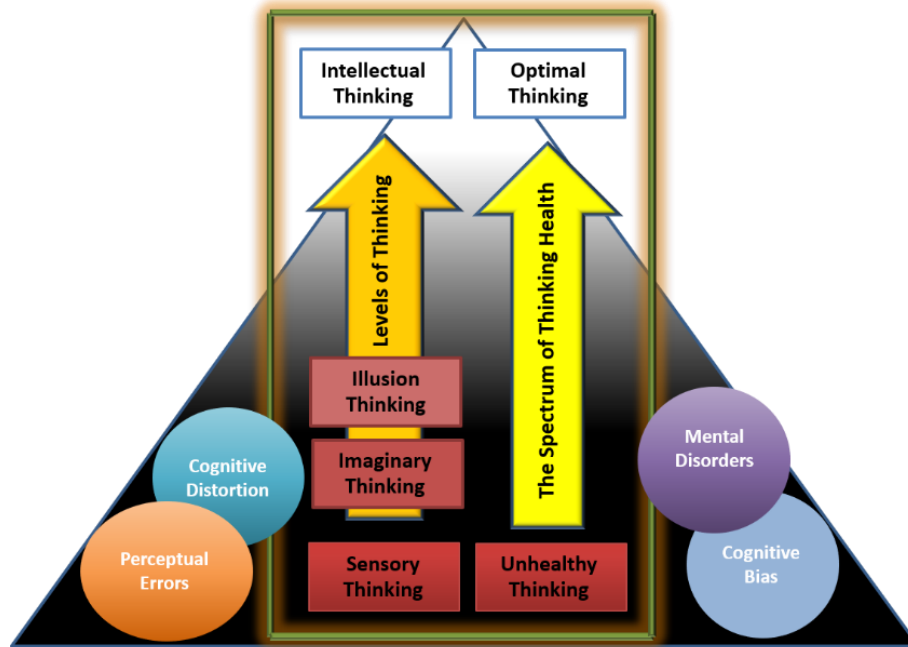 Intellectual
Thinking
Optimal
Thinking
Levels of Thinking
The Spectrum of Thinking Health
Illusion
Thinking
Imaginary
Thinking
Sensory
Thinking
Unhealthy
Thinking
Cognitive
Distortion
Perceptual
Errors
Mental
Disorders
Cognitive
Bias